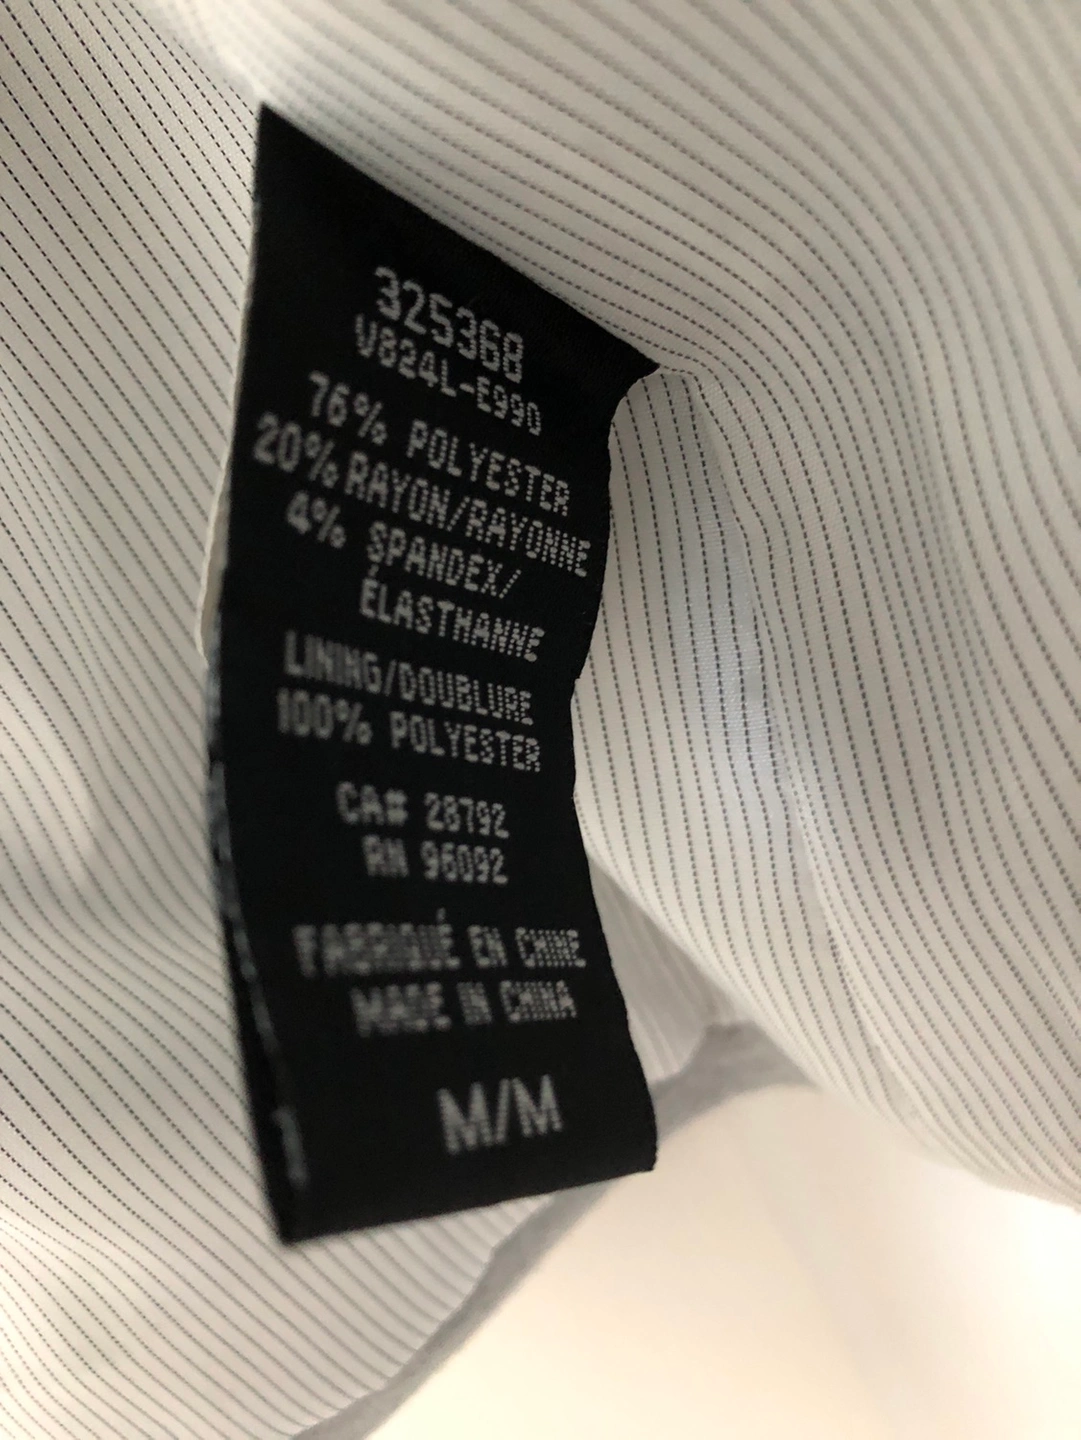 325368
V824L-E990
76% POLYESTER
20% RAYON/RAYONNE
4% SPANDEX/
ÉLASTHANNE
LINING/DOUBLURE
100% POLYESTER
CA# 28792
RN 96092
FABRIQUÉ EN CHINE
MADE IN CHINA
M/M